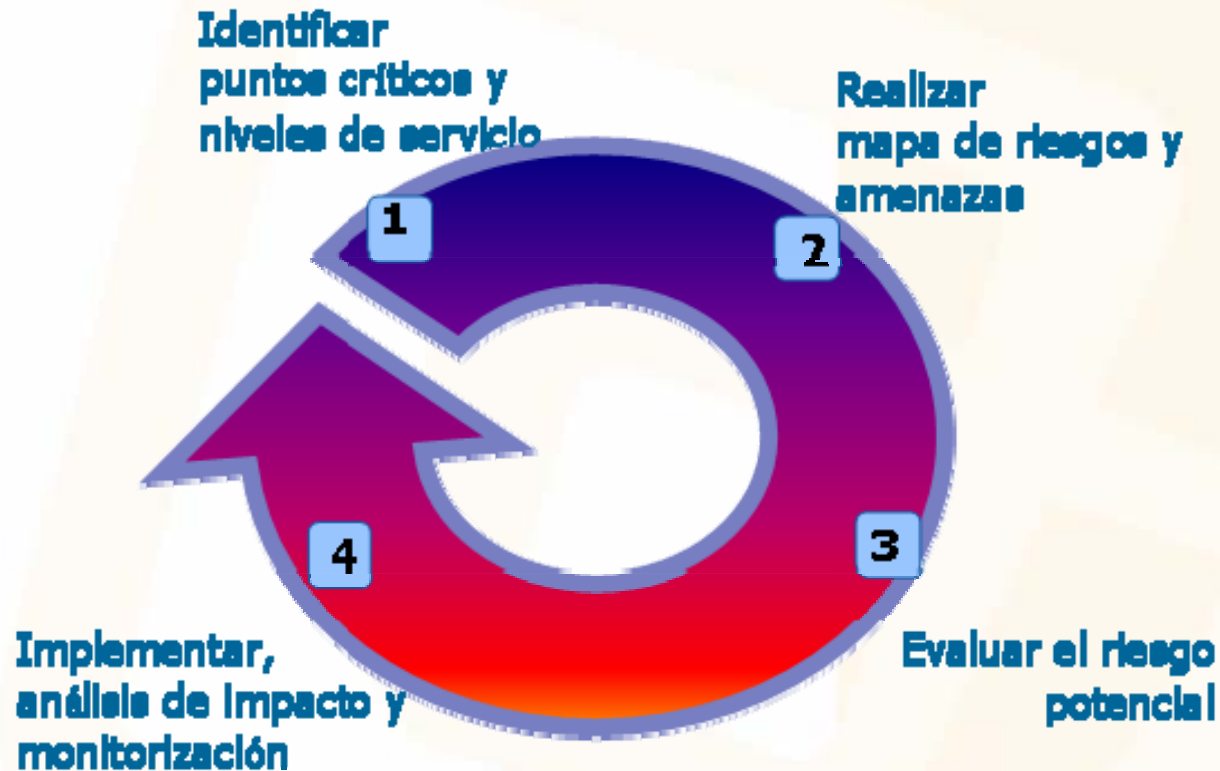 Identificar
puntos críticos y
niveles de servicio
1
Realizar
mapa de riesgos y
amenazas
2
3
Evaluar el riesgo
potencial
4
Implementar,
análisis de impacto y
monitorización